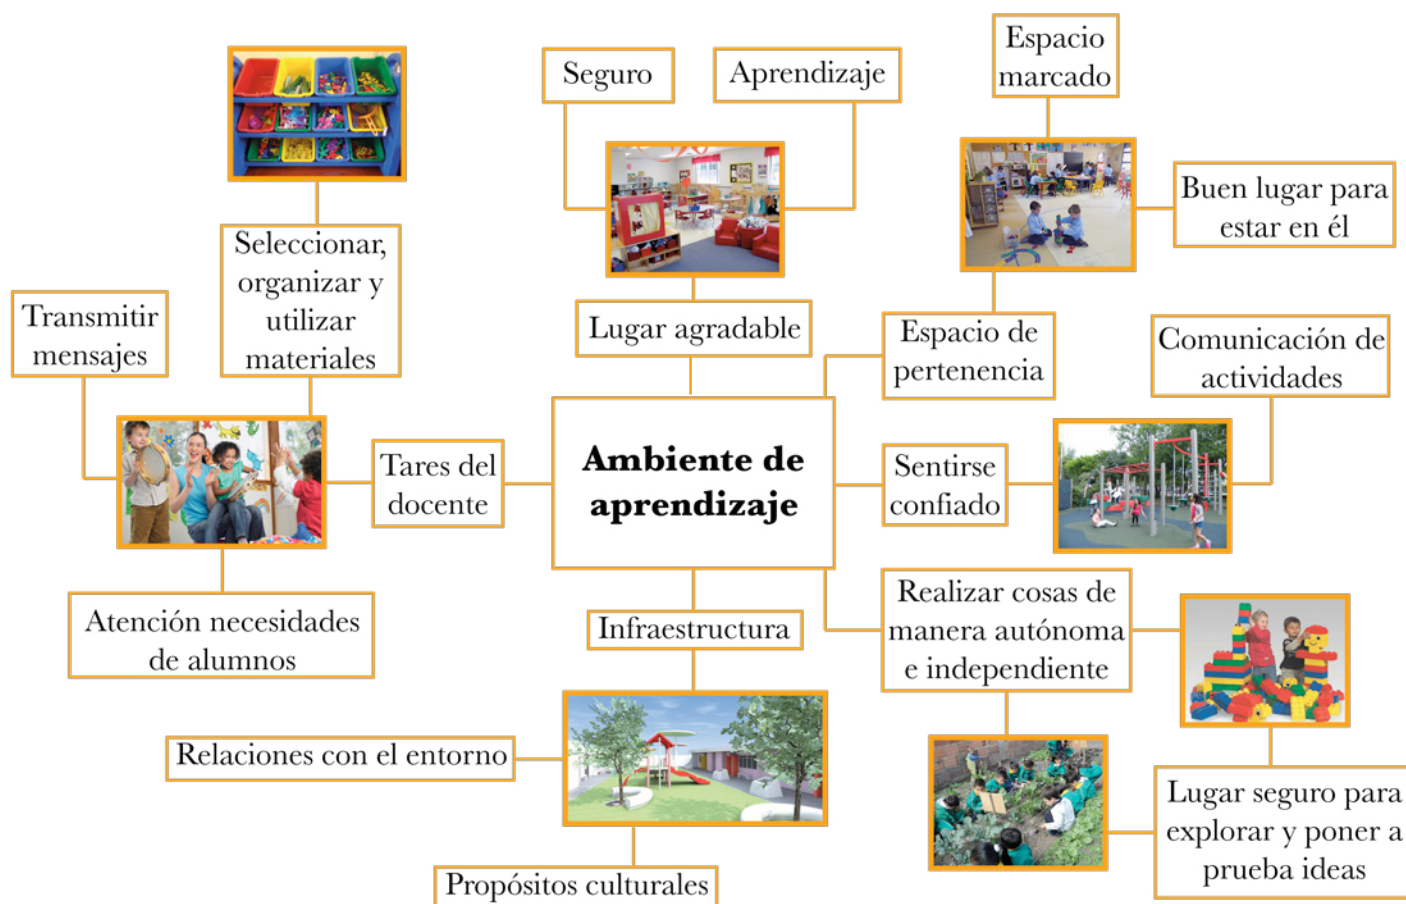 Espacio
marcado
Seguro
Aprendizaje
Buen lugar para
estar en él
Seleccionar,
organizar y
utilizar
materiales
Transmitir
mensajes
Lugar agradable
Espacio de
pertenencia
Comunicación de
actividades
Ambiente de
aprendizaje
Tares del
docente
Sentirse
confiado
Realizar cosas de
manera autónoma
e independiente
Atención necesidades
de alumnos
Infraestructura
Relaciones con el entorno
Lugar seguro para
explorar y poner a
prueba ideas
Propósitos culturales